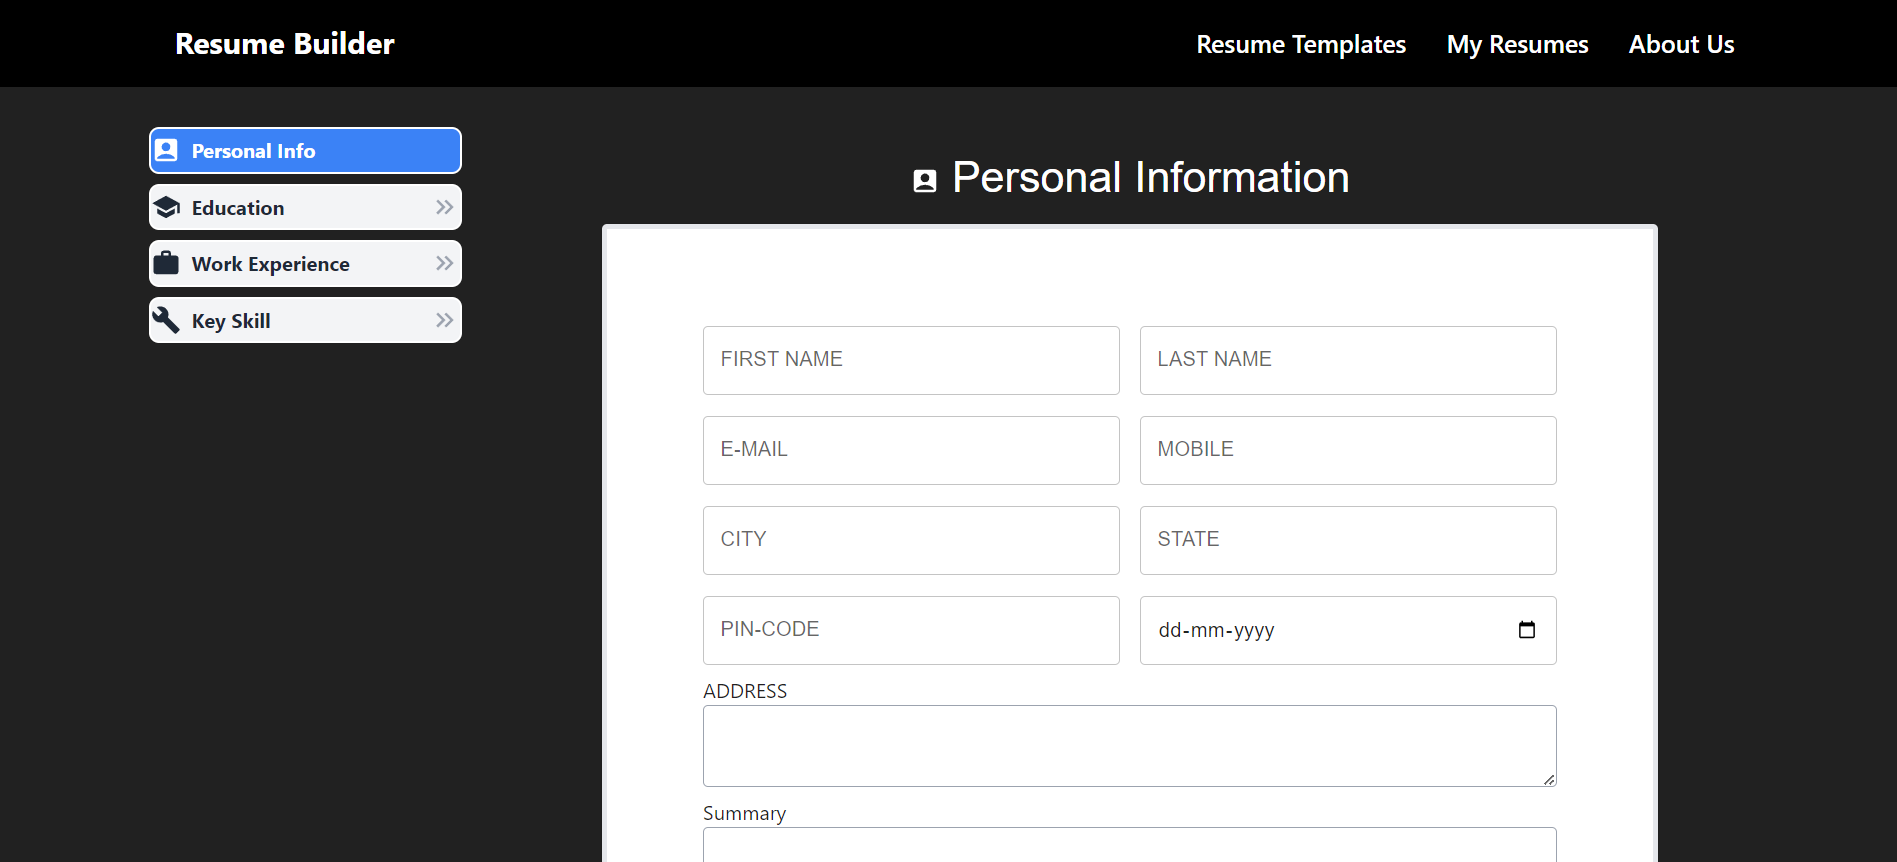 Resume Builder
Resume Templates
My Resumes
About Us
Personal Info
Education
Work Experience
Key Skill
Personal Information
FIRST NAME
LAST NAME
E-MAIL
MOBILE
CITY
STATE
PIN-CODE
dd-mm-yyyy
ADDRESS
Summary